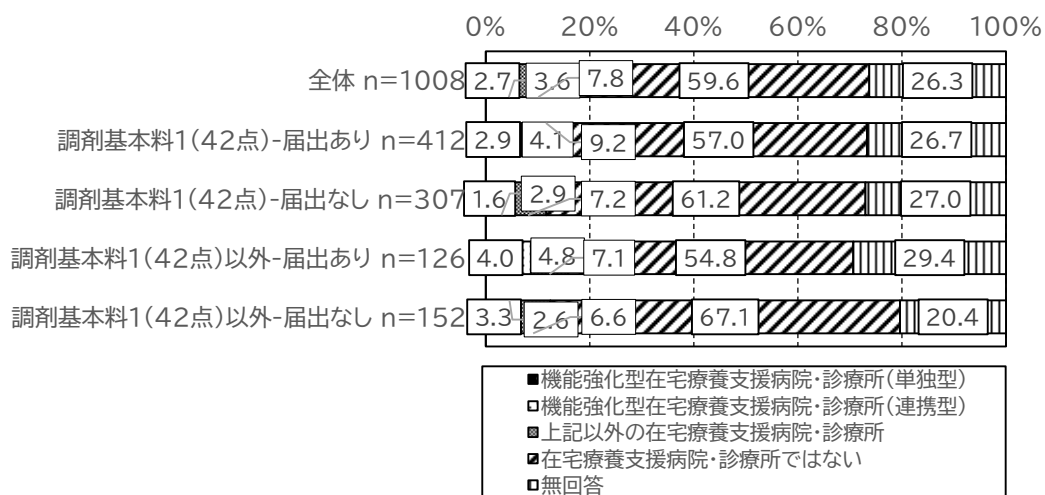 0% 20% 40% 60% 80% 100%
全体 n=1008 2.7 3.6 7.8 59.6 26.3
調剤基本料1(42点)-届出あり n=412 2.9 4.1 9.2 57.0 26.7
調剤基本料1(42点)-届出なし n=307 1.6 2.9 7.2 61.2 27.0
調剤基本料1(42点)以外-届出あり n=126 4.0 4.8 7.1 54.8 29.4
調剤基本料1(42点)以外-届出なし n=152 3.3 2.6 6.6 67.1 20.4
機能強化型在宅療養支援病院・診療所(単独型)
機能強化型在宅療養支援病院・診療所(連携型)
上記以外の在宅療養支援病院・診療所
在宅療養支援病院・診療所ではない
無回答